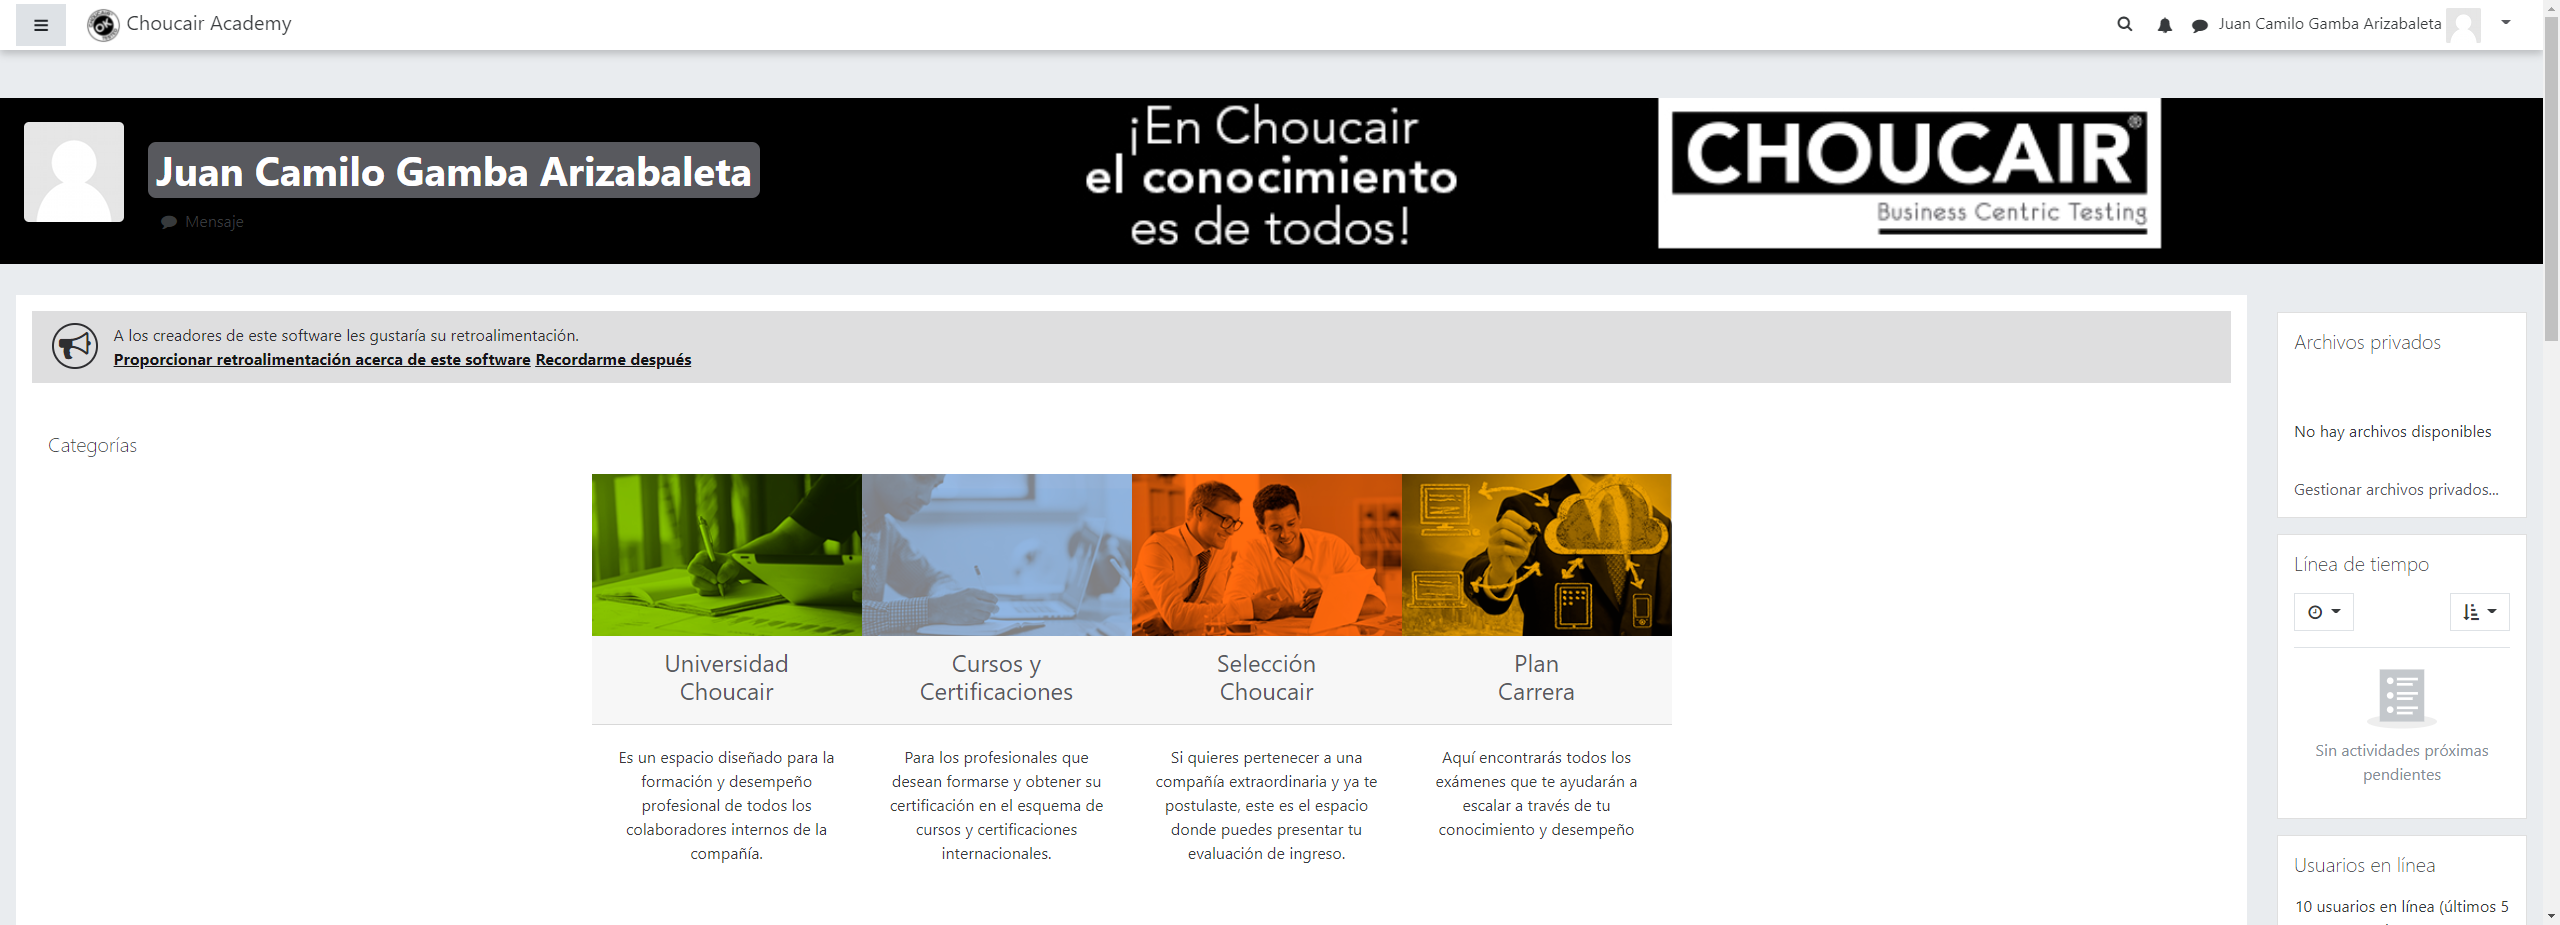 Choucair Academy
Juan Camilo Gamba Arizabaleta
Juan Camilo Gamba Arizabaleta
Mensaje
¡En Choucair
el conocimiento
es de todos!
CHOUCAIR®
Business Centric Testing
A los creadores de este software les gustaría su retroalimentación.
Proporcionar retroalimentación acerca de este software Recordarme después
Categorías
Universidad
Choucair
Es un espacio diseñado para la
formación y desempeño
profesional de todos los
colaboradores internos de la
compañía.
Cursos y
Certificaciones
Para los profesionales que
desean formarse y obtener su
certificación en el esquema de
cursos y certificaciones
internacionales.
Selección
Choucair
Si quieres pertenecer a una
compañía extraordinaria y ya te
postulaste, este es el espacio
donde puedes presentar tu
evaluación de ingreso.
Plan
Carrera
Aquí encontrarás todos los
exámenes que te ayudarán a
escalar a través de tu
conocimiento y desempeño
Archivos privados
No hay archivos disponibles
Gestionar archivos privados...
Línea de tiempo
Sin actividades próximas
pendientes
Usuarios en línea
10 usuarios en línea (últimos 5